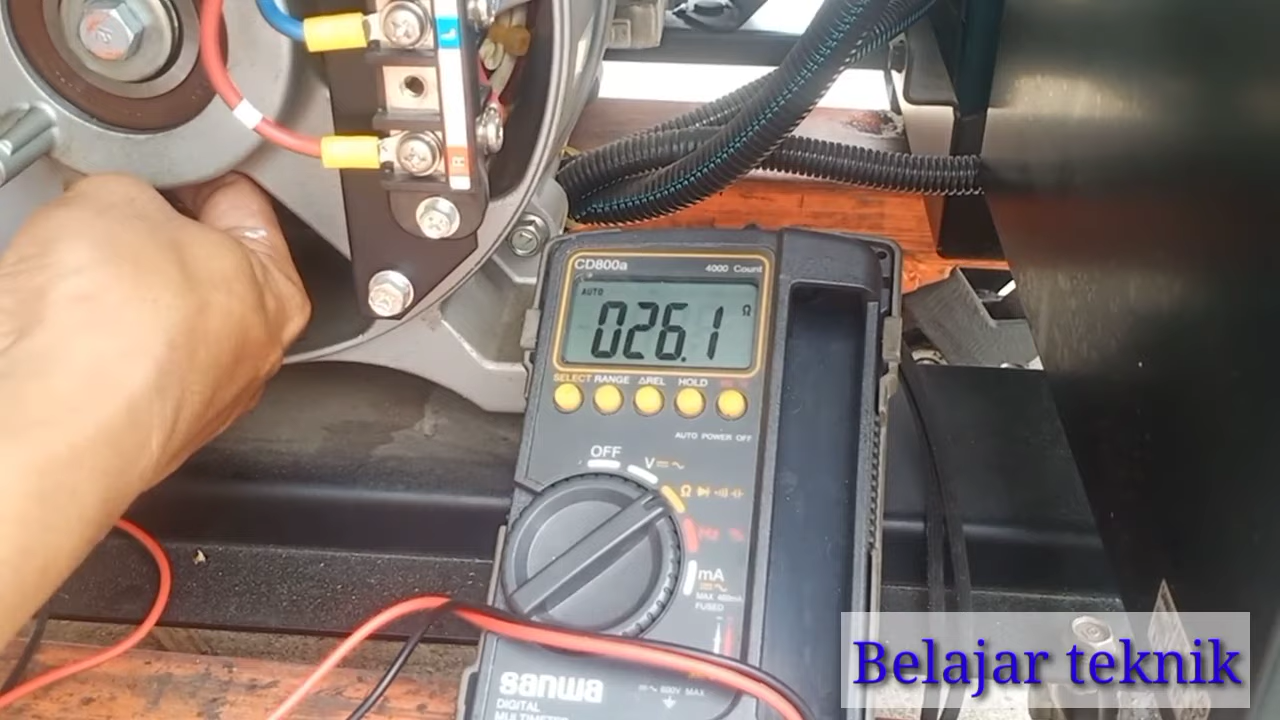 L
R
CD800a
4000 Count
AUTO
Ω
026.1
SELECT RANGE ΔREL HOLD
AUTO POWER OFF
OFF
V
Ω
Hz %
mA
MAX 400mA
FUSED
600V MAX
sanwa
DIGITAL
MULTIMETER
Belajar teknik